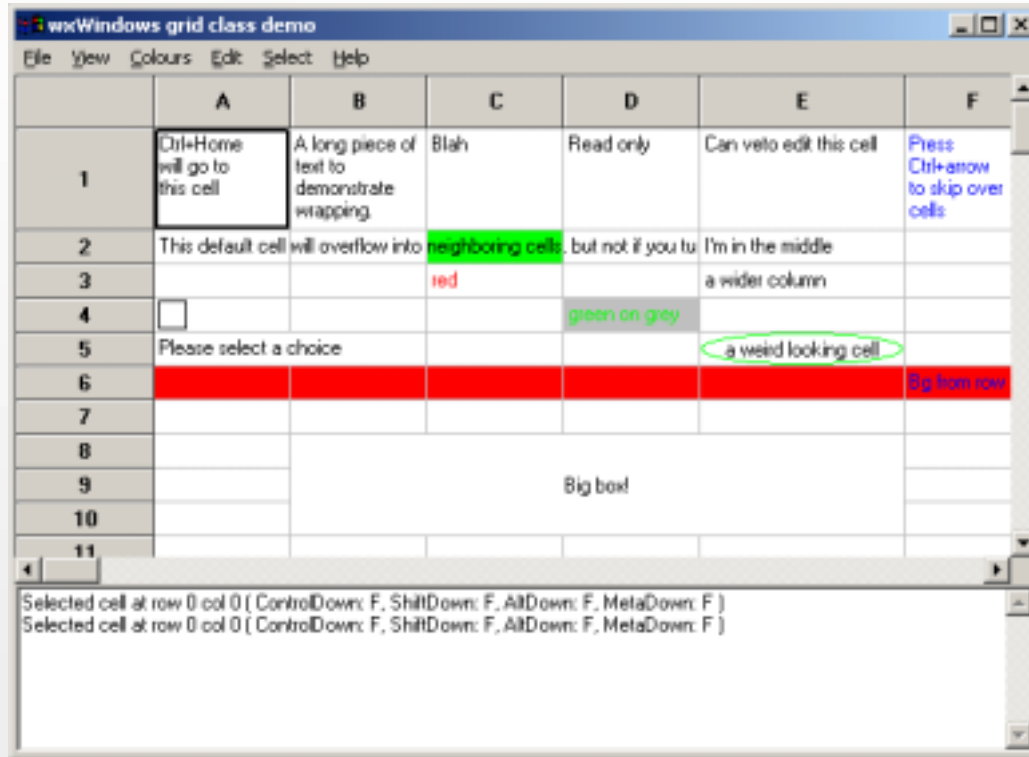 wxWindows grid class demo
File View Colours Edit Select Help
A B C D E F
1
Ctrl+Home
will go to
this cell
A long piece of
text to
demonstrate
wrapping.
Blah
Read only
Can veto edit this cell
Press
Ctrl+arrow
to skip over
cells
2 This default cell will overflow into neighboring cells, but not if you tu I'm in the middle
3 red a wider column
4 green on grey
5 Please select a choice a weird looking cell
6 Bg from row
7
8
9 Big box!
10
11
Selected cell at row 0 col 0 ( ControlDown: F, ShiftDown: F, AltDown: F, MetaDown: F )
Selected cell at row 0 col 0 ( ControlDown: F, ShiftDown: F, AltDown: F, MetaDown: F )